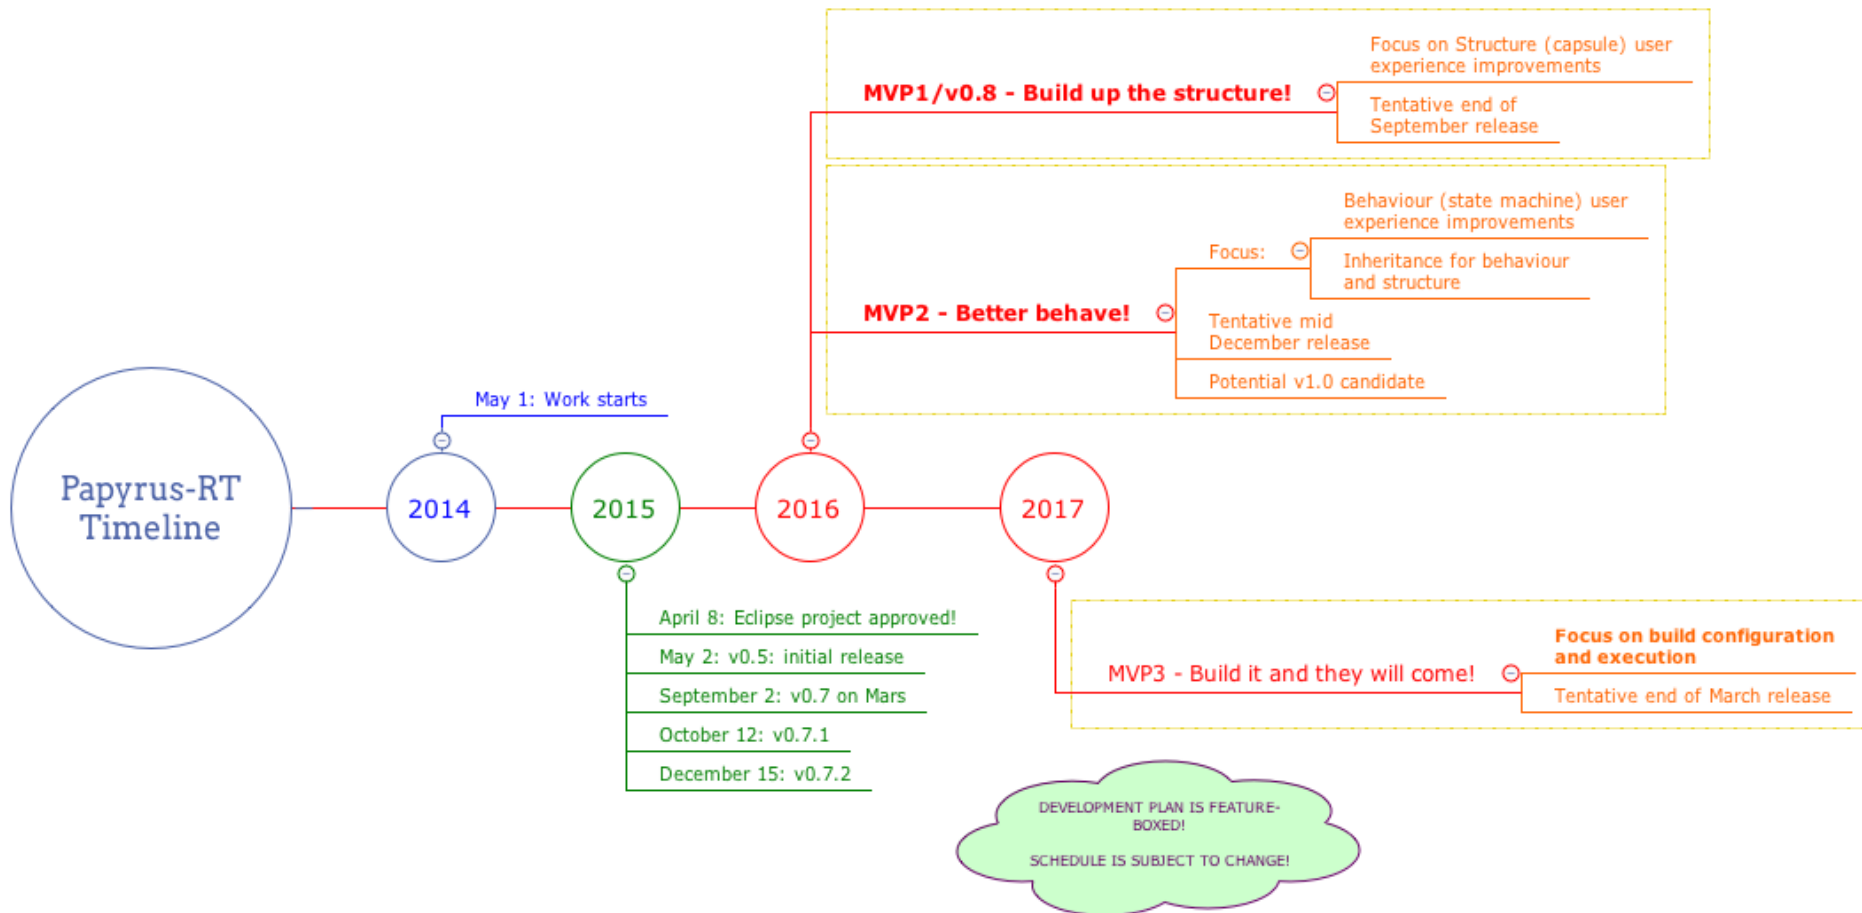 Papyrus-RT
Timeline
2014
May 1: Work starts
2015
April 8: Eclipse project approved!
May 2: v0.5: initial release
September 2: v0.7 on Mars
October 12: v0.7.1
December 15: v0.7.2
2016
MVP1/v0.8 - Build up the structure!
Focus on Structure (capsule) user
experience improvements
Tentative end of
September release
MVP2 - Better behave!
Focus:
Behaviour (state machine) user
experience improvements
Inheritance for behaviour
and structure
Tentative mid
December release
Potential v1.0 candidate
2017
MVP3 - Build it and they will come!
Focus on build configuration
and execution
Tentative end of March release
DEVELOPMENT PLAN IS FEATURE-
BOXED!
SCHEDULE IS SUBJECT TO CHANGE!